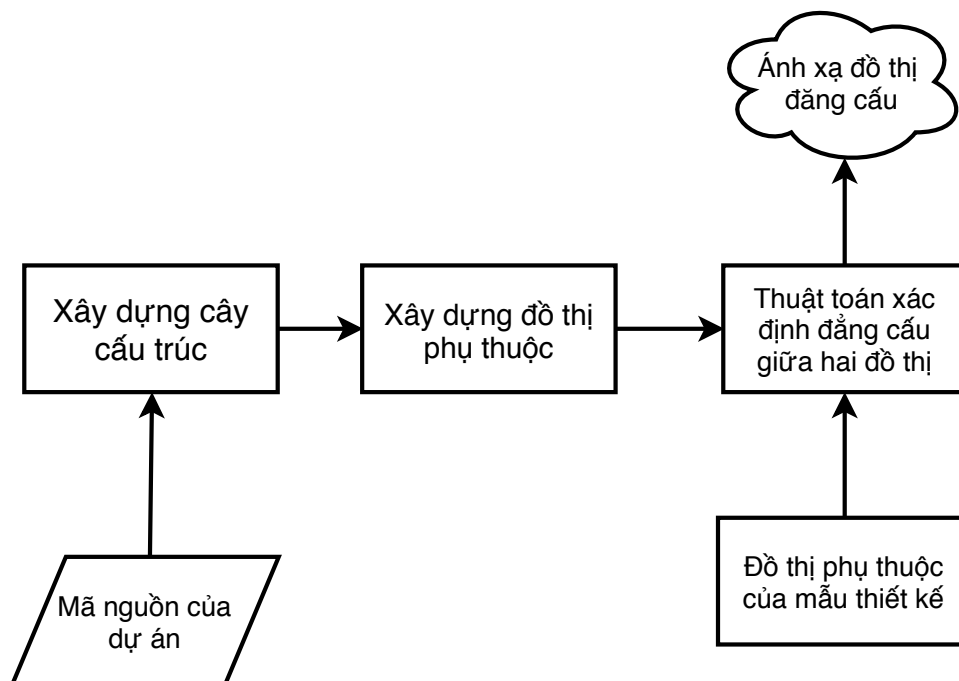 Ánh xạ đồ thị
đăng cấu
Xây dựng cây
cấu trúc
Xây dựng đồ thị
phụ thuộc
Thuật toán xác
định đẳng cấu
giữa hai đồ thị
Mã nguồn của
dự án
Đồ thị phụ thuộc
của mẫu thiết kế